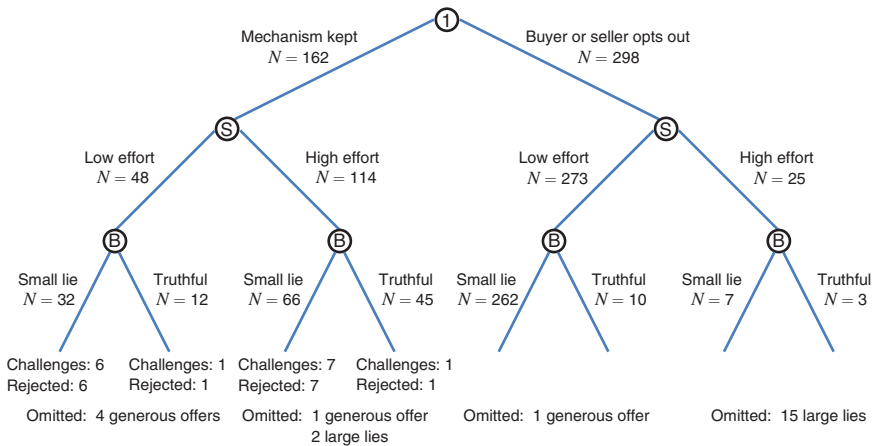 1
Mechanism kept
N = 162
Buyer or seller opts out
N = 298
S
S
Low effort
N = 48
High effort
N = 114
Low effort
N = 273
High effort
N = 25
B
B
B
B
Small lie
N = 32
Truthful
N = 12
Small lie
N = 66
Truthful
N = 45
Small lie
N = 262
Truthful
N = 10
Small lie
N = 7
Truthful
N = 3
Challenges: 6
Rejected: 6
Challenges: 1
Rejected: 1
Challenges: 7
Rejected: 7
Challenges: 1
Rejected: 1
Omitted: 4 generous offers
Omitted: 1 generous offer
2 large lies
Omitted: 1 generous offer
Omitted: 15 large lies